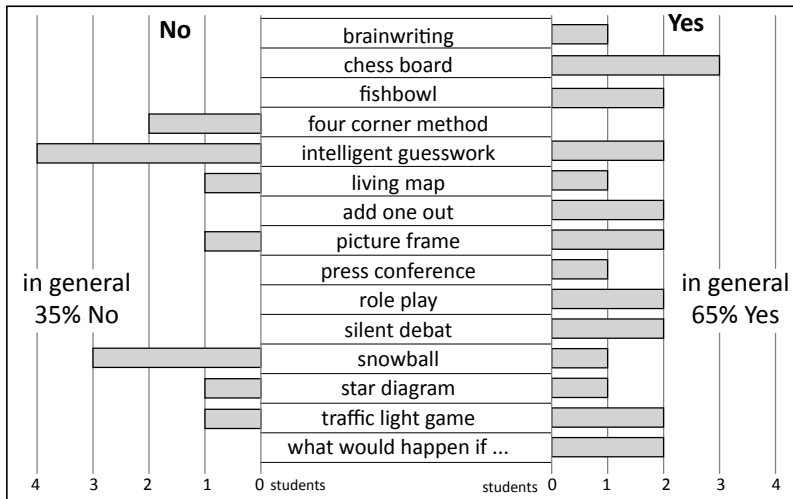 No
Yes
brainwriting
chess board
fishbowl
four corner method
intelligent guesswork
living map
add one out
picture frame
press conference
role play
silent debat
snowball
star diagram
traffic light game
what would happen if ...
in general
35% No
in general
65% Yes
4 3 2 1 0 students students 0 1 2 3 4